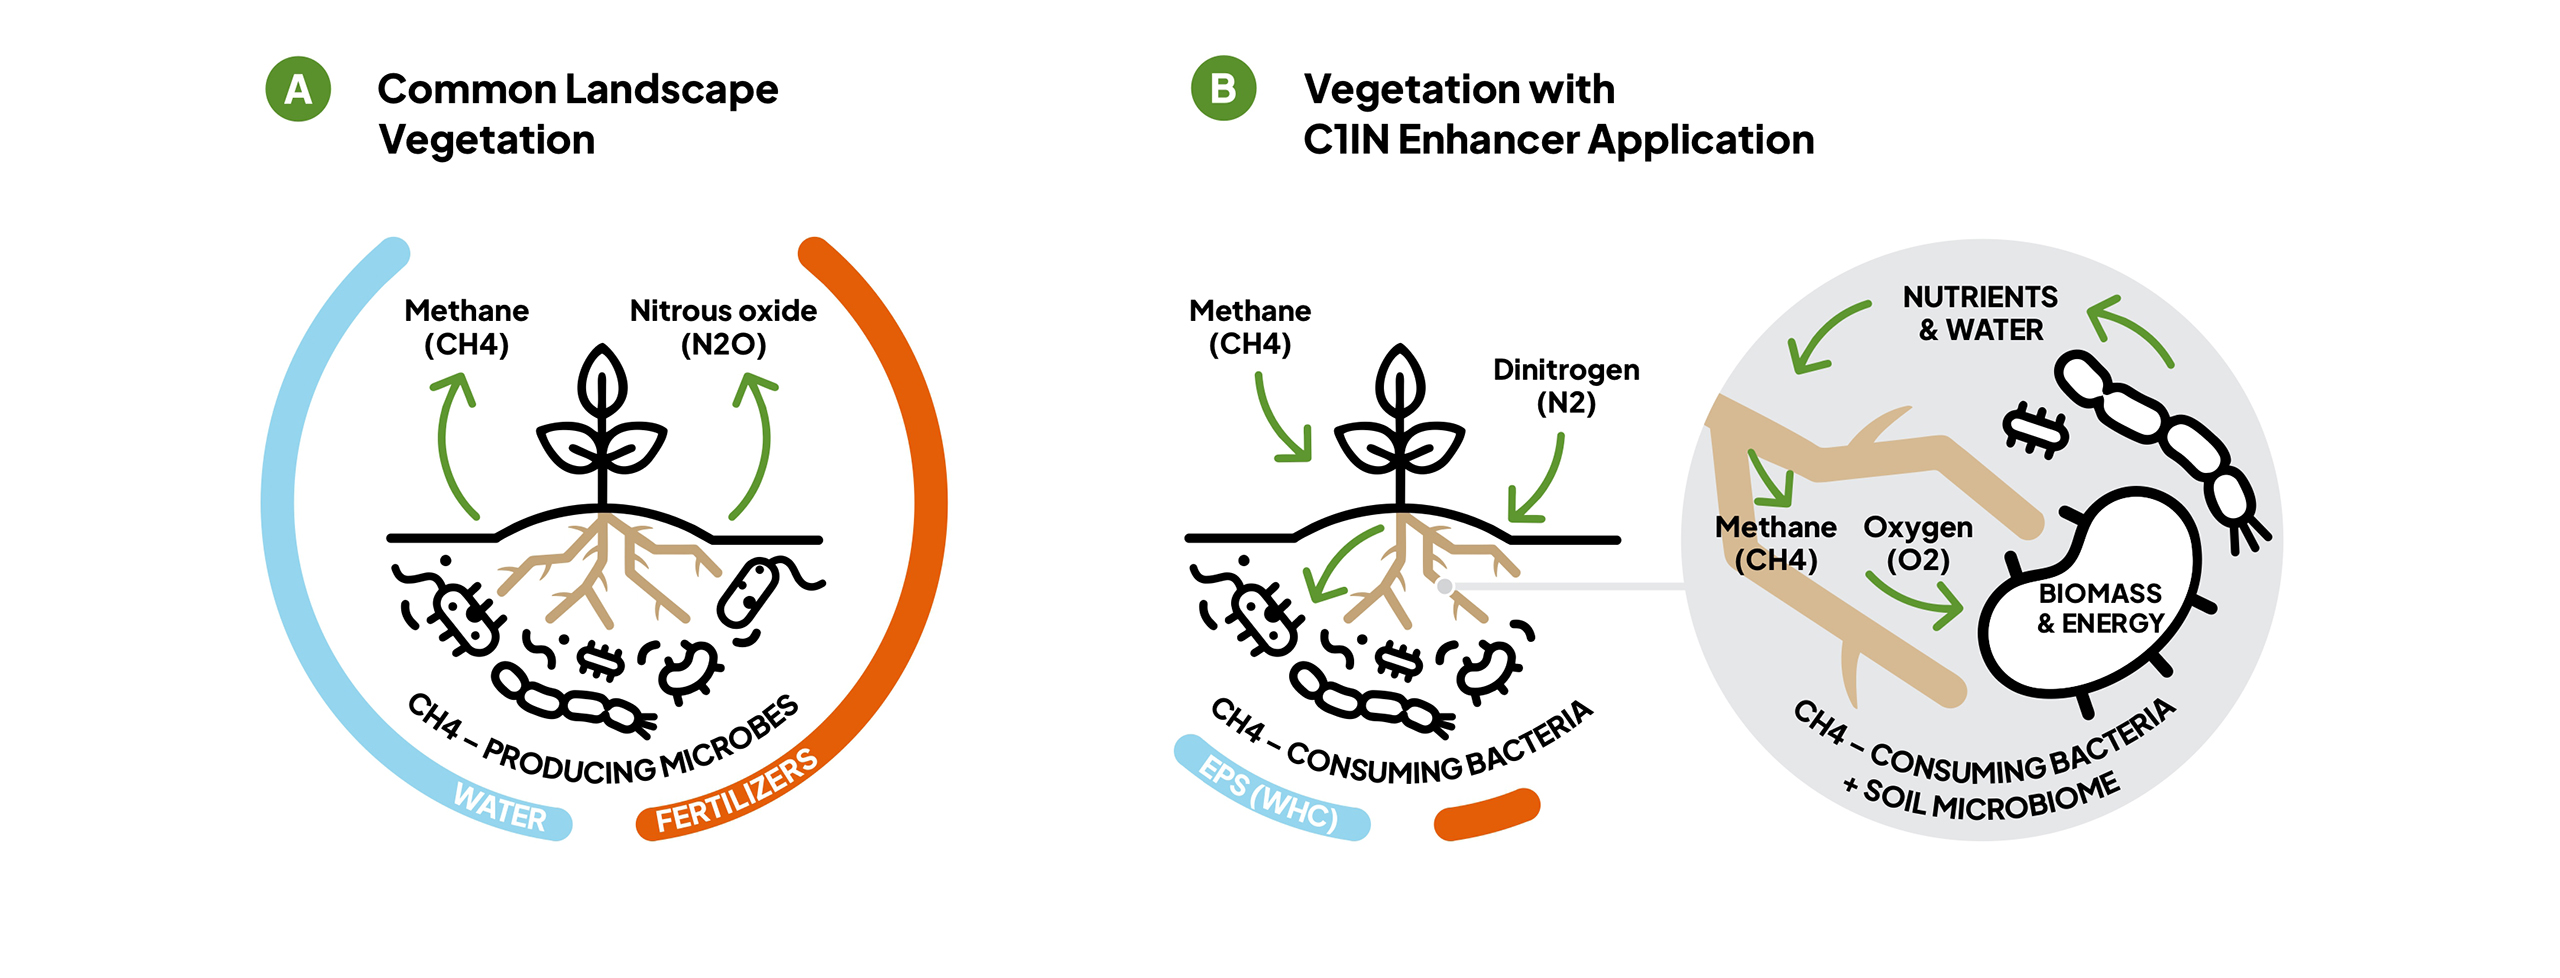 A
Common Landscape
Vegetation
Methane
(CH4)
Nitrous oxide
(N2O)
CH4 – PRODUCING MICROBES
WATER
FERTILIZERS
B
Vegetation with
C1IN Enhancer Application
Methane
(CH4)
Dinitrogen
(N2)
CH4 – CONSUMING BACTERIA
EPS (WHC)
NUTRIENTS
& WATER
Methane
(CH4)
Oxygen
(O2)
BIOMASS
& ENERGY
CH4 – CONSUMING BACTERIA
+ SOIL MICROBIOME